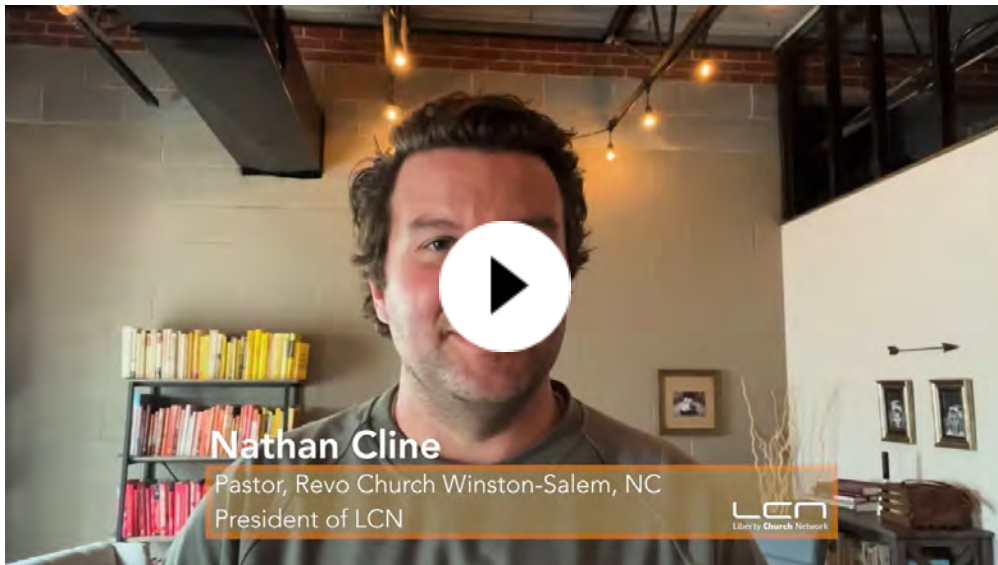 Nathan Cline
Pastor, Revo Church Winston-Salem, NC
President of LCN
LCN
Liberty Church Network